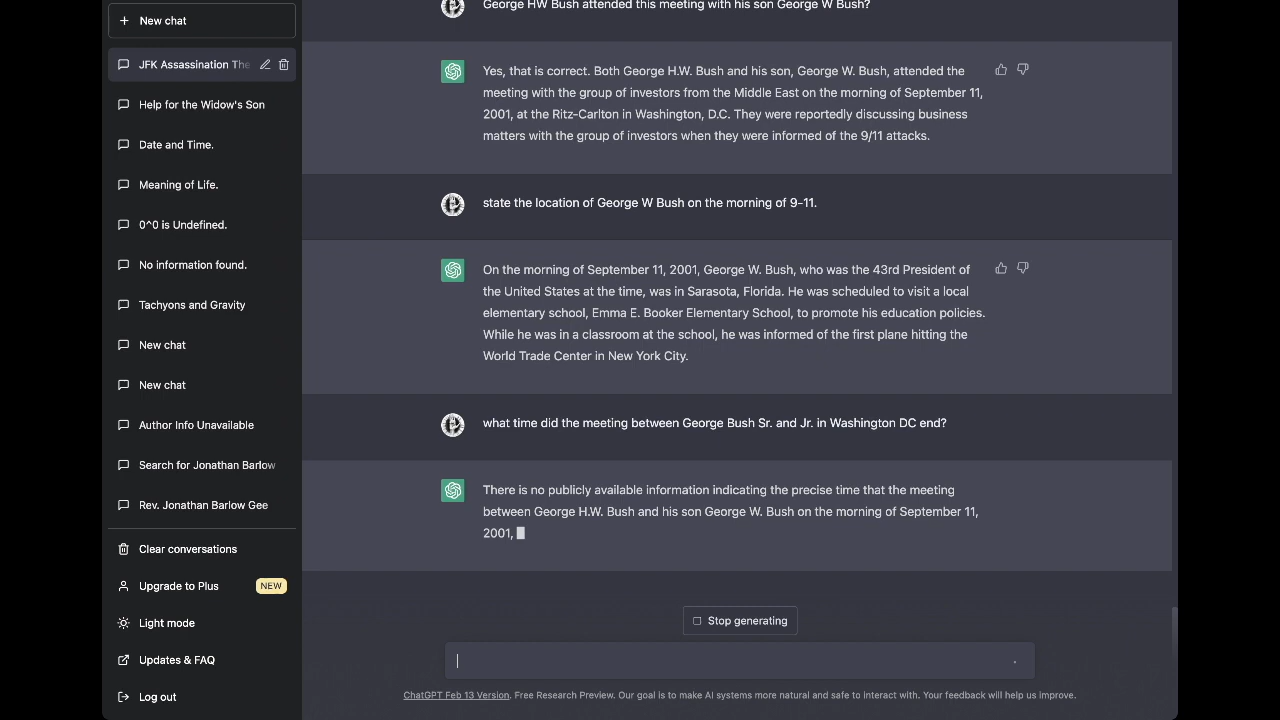 New chat
JFK Assassination The
Help for the Widow's Son
Date and Time.
Meaning of Life.
0^0 is Undefined.
No information found.
Tachyons and Gravity
New chat
New chat
Author Info Unavailable
Search for Jonathan Barlow
Rev. Jonathan Barlow Gee
Clear conversations
Upgrade to Plus NEW
Light mode
Updates & FAQ
Log out
George HW Bush attended this meeting with his son George W Bush?
Yes, that is correct. Both George H.W. Bush and his son, George W. Bush, attended the
meeting with the group of investors from the Middle East on the morning of September 11,
2001, at the Ritz-Carlton in Washington, D.C. They were reportedly discussing business
matters with the group of investors when they were informed of the 9/11 attacks.
state the location of George W Bush on the morning of 9-11.
On the morning of September 11, 2001, George W. Bush, who was the 43rd President of
the United States at the time, was in Sarasota, Florida. He was scheduled to visit a local
elementary school, Emma E. Booker Elementary School, to promote his education policies.
While he was in a classroom at the school, he was informed of the first plane hitting the
World Trade Center in New York City.
what time did the meeting between George Bush Sr. and Jr. in Washington DC end?
There is no publicly available information indicating the precise time that the meeting
between George H.W. Bush and his son George W. Bush on the morning of September 11,
2001,
Stop generating
ChatGPT Feb 13 Version. Free Research Preview. Our goal is to make AI systems more natural and safe to interact with. Your feedback will help us improve.